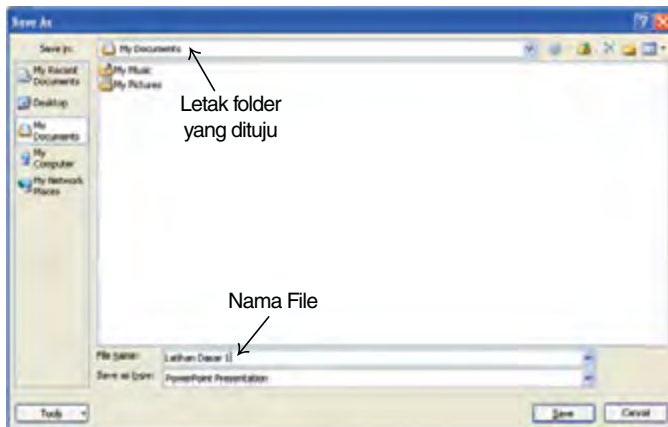 Save As
Save in: My Documents
My Recent
Documents
Desktop
My
Documents
My
Computer
My Network
Places
My Music
My Pictures
Letak folder
yang dituju
Nama File
File name: Latihan Dasar 1
Save as type: PowerPoint Presentation
Tools Save Cancel